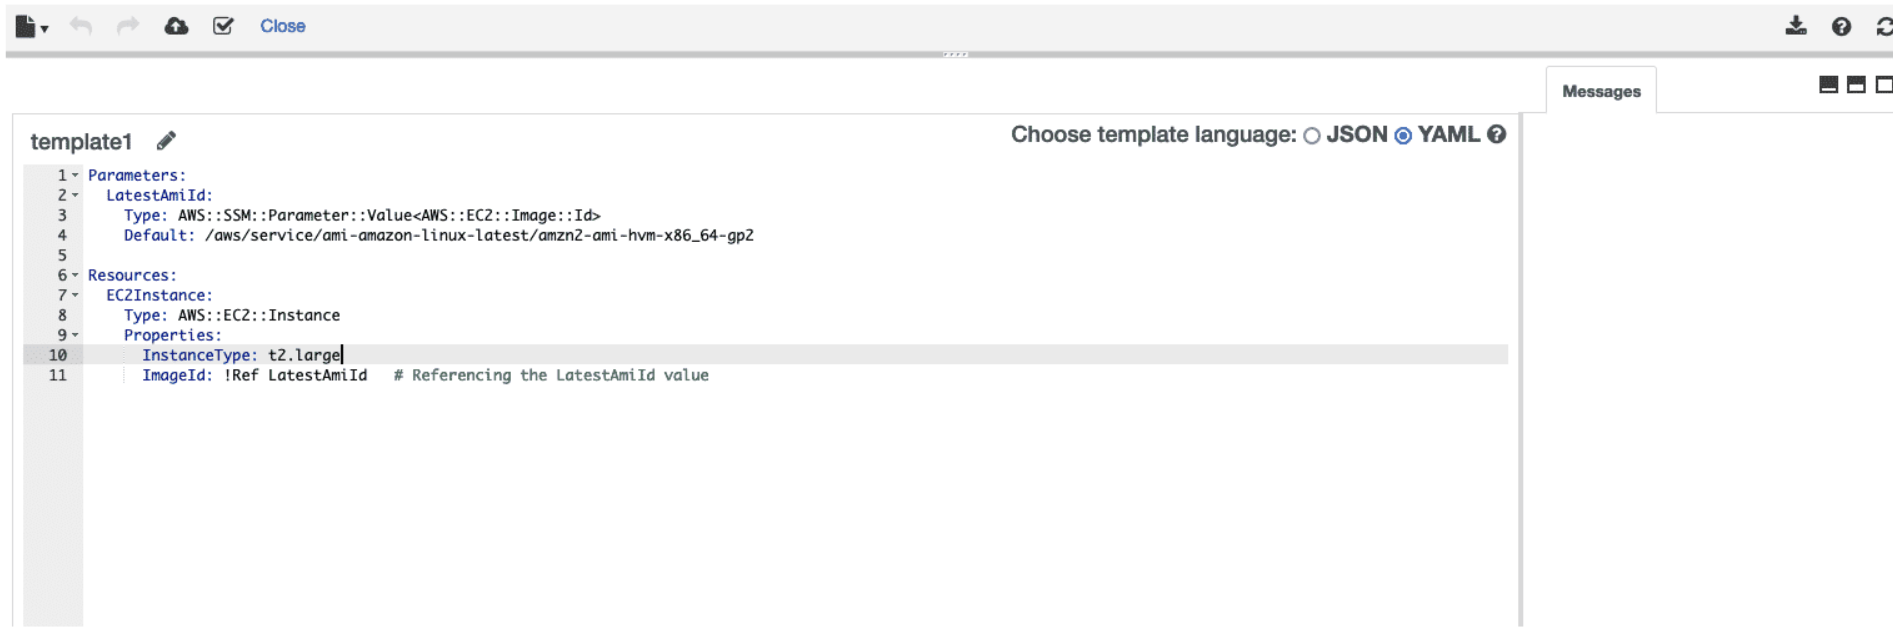 Close
Messages
template1
Choose template language: JSON YAML
1 Parameters:
2 LatestAmiId:
3 Type: AWS::SSM::Parameter::Value<AWS::EC2::Image::Id>
4 Default: /aws/service/ami-amazon-linux-latest/amzn2-ami-hvm-x86_64-gp2
5
6 Resources:
7 EC2Instance:
8 Type: AWS::EC2::Instance
9 Properties:
10 InstanceType: t2.large
11 ImageId: !Ref LatestAmiId # Referencing the LatestAmiId value